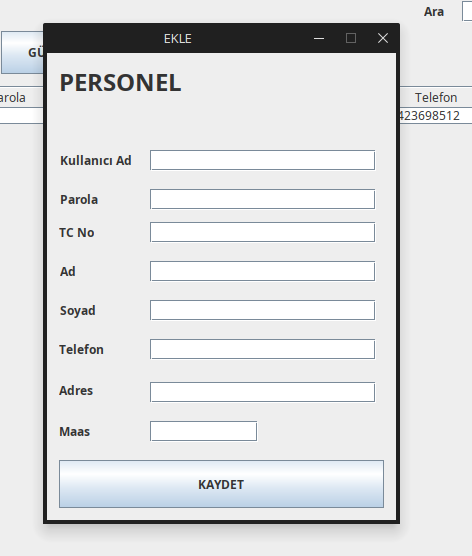 Ara
EKLE
GÜ
PERSONEL
arola
Telefon
423698512
Kullanıcı Ad
Parola
TC No
Ad
Soyad
Telefon
Adres
Maas
KAYDET